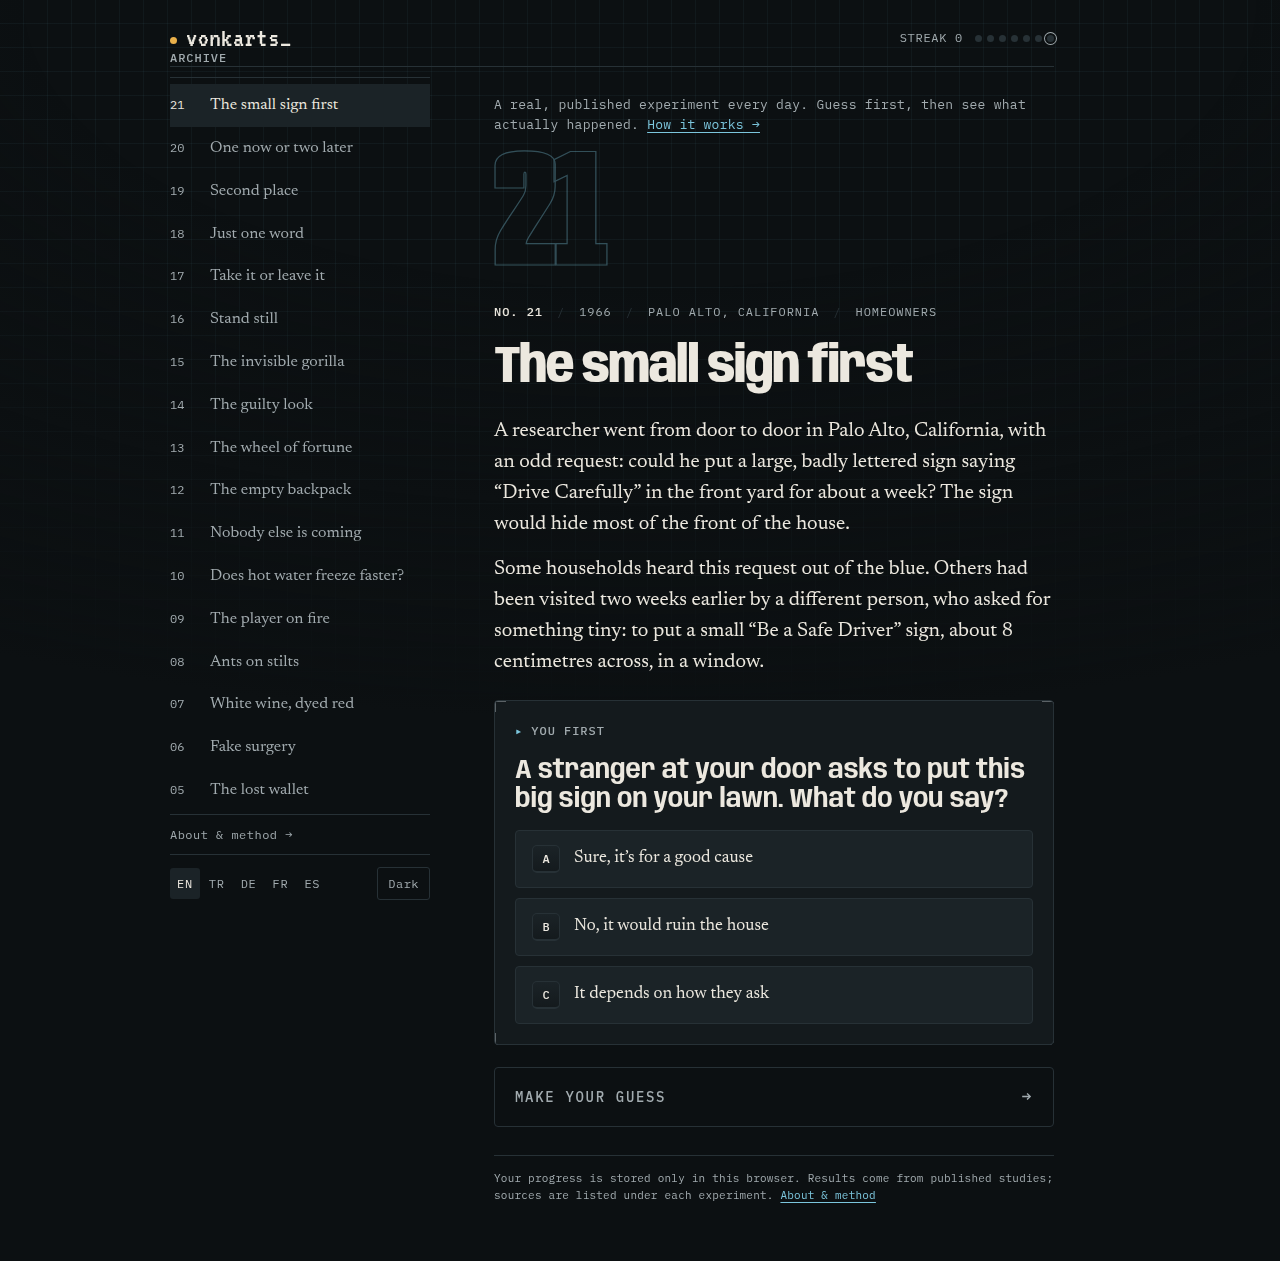 vonkarts_
STREAK 0
ARCHIVE
21 The small sign first
20 One now or two later
19 Second place
18 Just one word
17 Take it or leave it
16 Stand still
15 The invisible gorilla
14 The guilty look
13 The wheel of fortune
12 The empty backpack
11 Nobody else is coming
10 Does hot water freeze faster?
09 The player on fire
08 Ants on stilts
07 White wine, dyed red
06 Fake surgery
05 The lost wallet
About & method →
EN TR DE FR ES Dark
A real, published experiment every day. Guess first, then see what
actually happened. How it works →
21
NO. 21 / 1966 / PALO ALTO, CALIFORNIA / HOMEOWNERS
The small sign first
A researcher went from door to door in Palo Alto, California, with
an odd request: could he put a large, badly lettered sign saying
“Drive Carefully” in the front yard for about a week? The sign
would hide most of the front of the house.
Some households heard this request out of the blue. Others had
been visited two weeks earlier by a different person, who asked for
something tiny: to put a small “Be a Safe Driver” sign, about 8
centimetres across, in a window.
▸ YOU FIRST
A stranger at your door asks to put this
big sign on your lawn. What do you say?
A Sure, it’s for a good cause
B No, it would ruin the house
C It depends on how they ask
MAKE YOUR GUESS →
Your progress is stored only in this browser. Results come from published studies;
sources are listed under each experiment. About & method